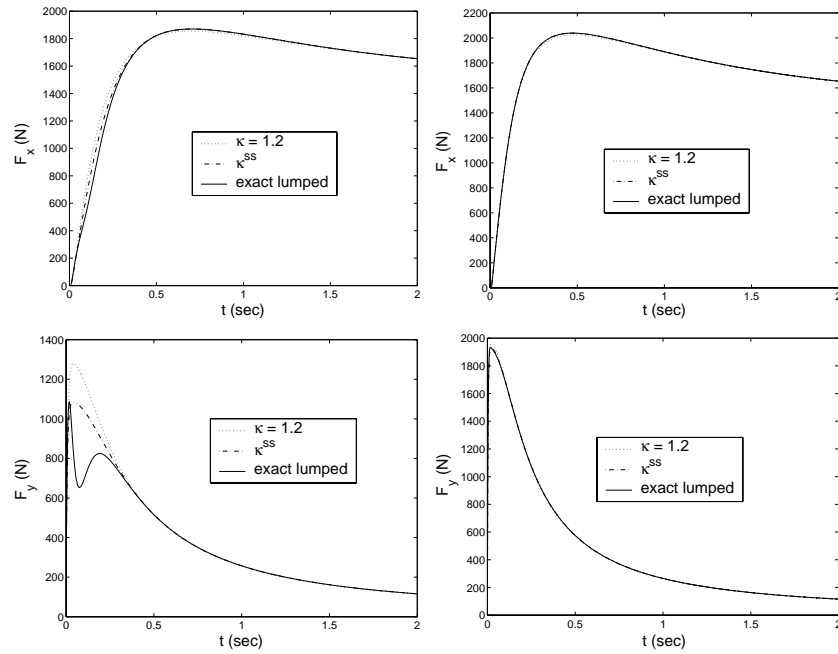 2000
1800
1600
1400
1200
1000
800
600
400
200
0
F_x (N)
κ = 1.2
κ^ss
exact lumped
0 0.5 1 1.5 2
t (sec)
2200
2000
1800
1600
1400
1200
1000
800
600
400
200
0
F_x (N)
κ = 1.2
κ^ss
exact lumped
0 0.5 1 1.5 2
t (sec)
1400
1200
1000
800
600
400
200
0
F_y (N)
κ = 1.2
κ^ss
exact lumped
0 0.5 1 1.5 2
t (sec)
2000
1800
1600
1400
1200
1000
800
600
400
200
0
F_y (N)
κ = 1.2
κ^ss
exact lumped
0 0.5 1 1.5 2
t (sec)